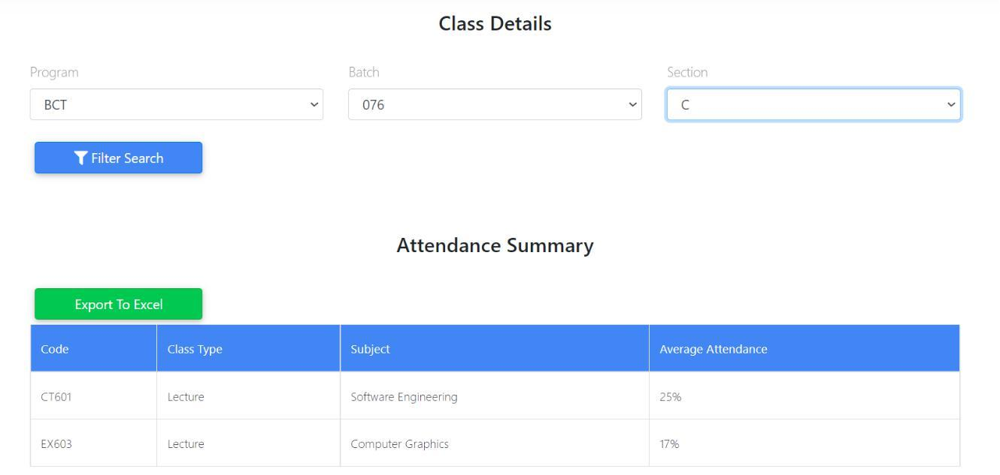 Class Details
Program Batch Section
BCT 076 C
Filter Search
Attendance Summary
Export To Excel
Code Class Type Subject Average Attendance
CT601 Lecture Software Engineering 25%
EX603 Lecture Computer Graphics 17%